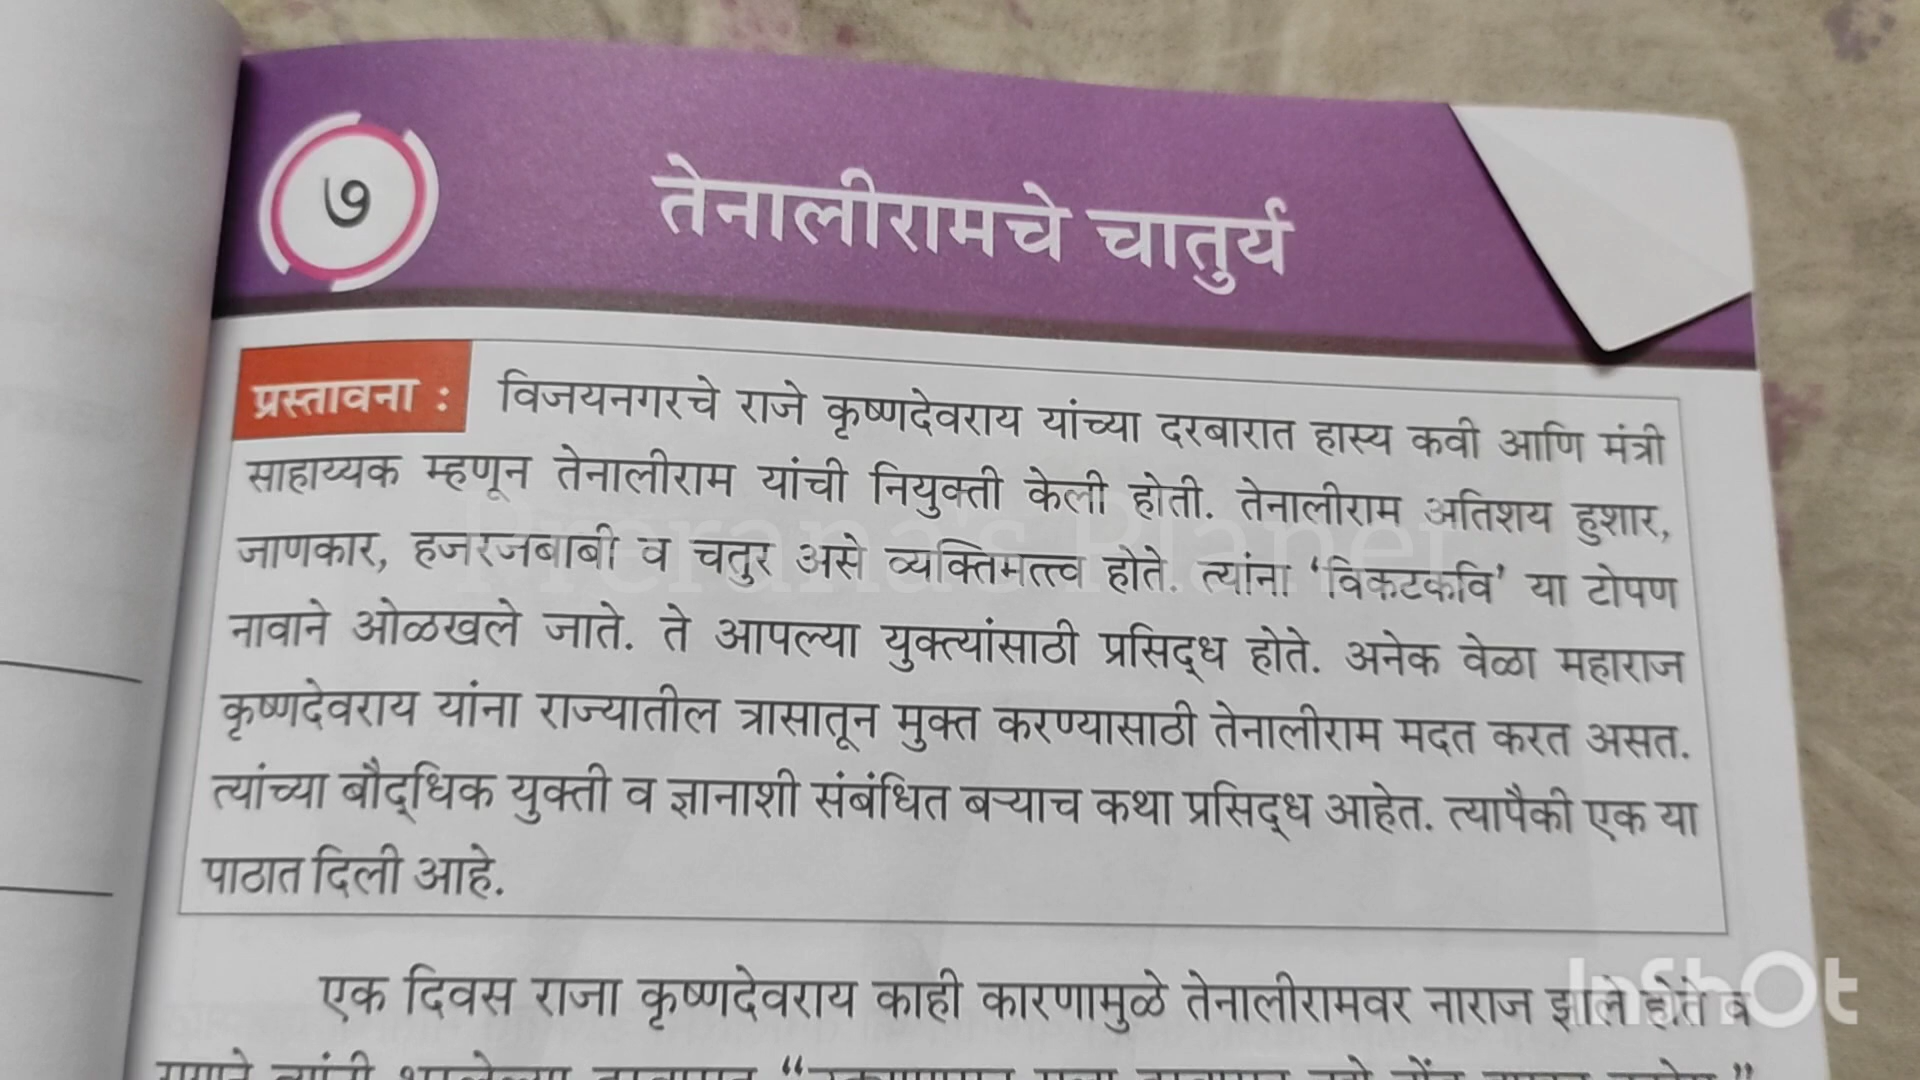 ७
तेनालीरामचे चातुर्य
प्रस्तावना : विजयनगरचे राजे कृष्णदेवराय यांच्या दरबारात हास्य कवी आणि मंत्री
साहाय्यक म्हणून तेनालीराम यांची नियुक्ती केली होती. तेनालीराम अतिशय हुशार,
जाणकार, हजरजबाबी व चतुर असे व्यक्तिमत्त्व होते. त्यांना ‘विकटकवि’ या टोपण
नावाने ओळखले जाते. ते आपल्या युक्त्यांसाठी प्रसिद्ध होते. अनेक वेळा महाराज
कृष्णदेवराय यांना राज्यातील त्रासातून मुक्त करण्यासाठी तेनालीराम मदत करत असत.
त्यांच्या बौद्धिक युक्ती व ज्ञानाशी संबंधित बऱ्याच कथा प्रसिद्ध आहेत. त्यापैकी एक या
पाठात दिली आहे.
एक दिवस राजा कृष्णदेवराय काही कारणामुळे तेनालीरामवर नाराज झाले होते व
Prerana's Planet
InShOt